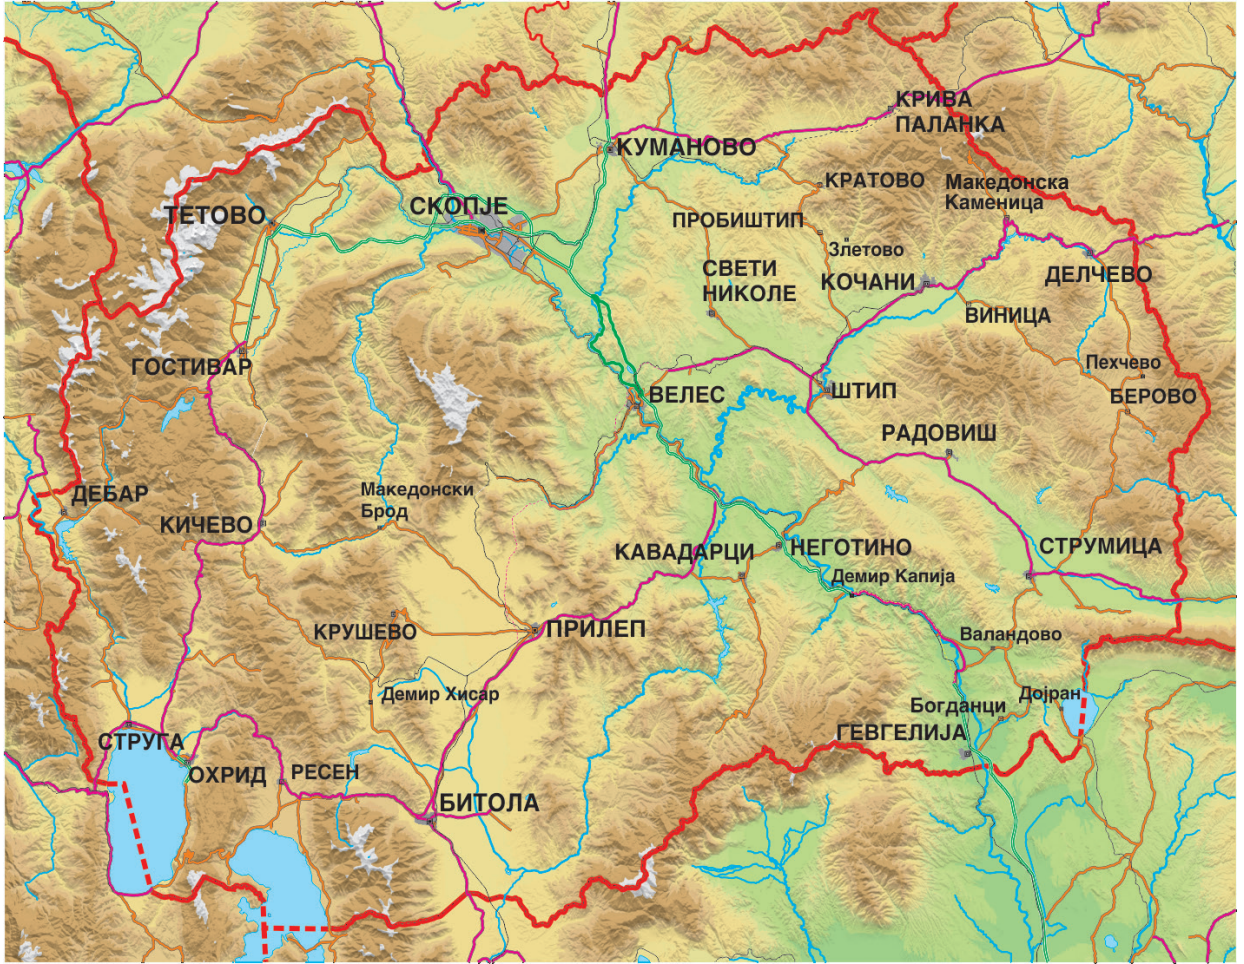 КРИВА
ПАЛАНКА
КУМАНОВО
КРАТОВО
Македонска
Каменица
ТЕТОВО
СКОПЈЕ
ПРОБИШТИП
Злетово
СВЕТИ
НИКОЛЕ
КОЧАНИ
ДЕЛЧЕВО
ВИНИЦА
ГОСТИВАР
Пехчево
ВЕЛЕС
ШТИП
БЕРОВО
РАДОВИШ
ДЕБАР
Македонски
Брод
КИЧЕВО
КАВАДАРЦИ
НЕГОТИНО
СТРУМИЦА
Демир Капија
КРУШЕВО
ПРИЛЕП
Валандово
Демир Хисар
Дојран
Богданци
ГЕВГЕЛИЈА
СТРУГА
ОХРИД
РЕСЕН
БИТОЛА